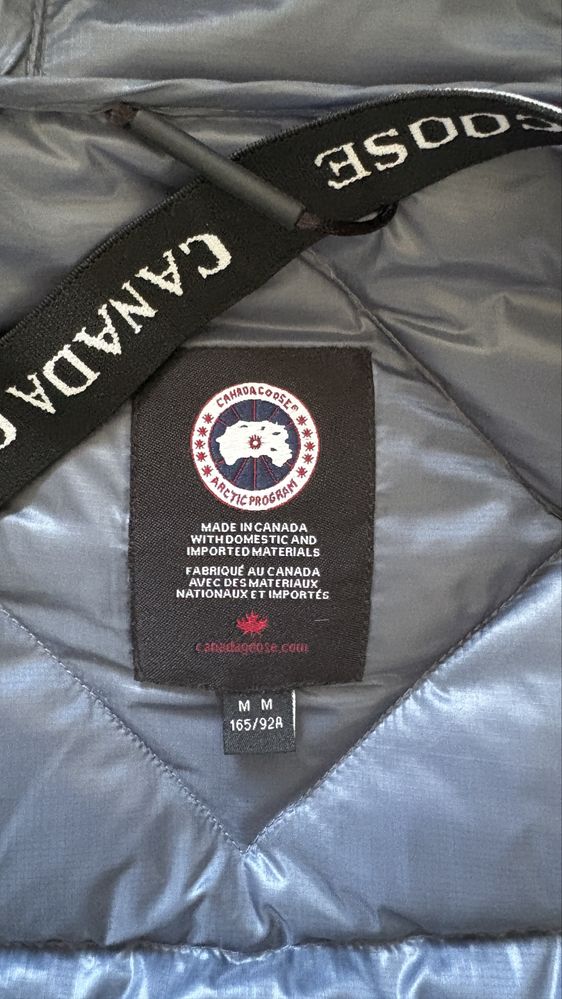 COOSE
CANADA
CANADA GOOSE®
ARCTIC PROGRAM
MADE IN CANADA
WITH DOMESTIC AND
IMPORTED MATERIALS
FABRIQUÉ AU CANADA
AVEC DES MATERIAUX
NATIONAUX ET IMPORTÉS
canadagoose.com
M M
165/92A